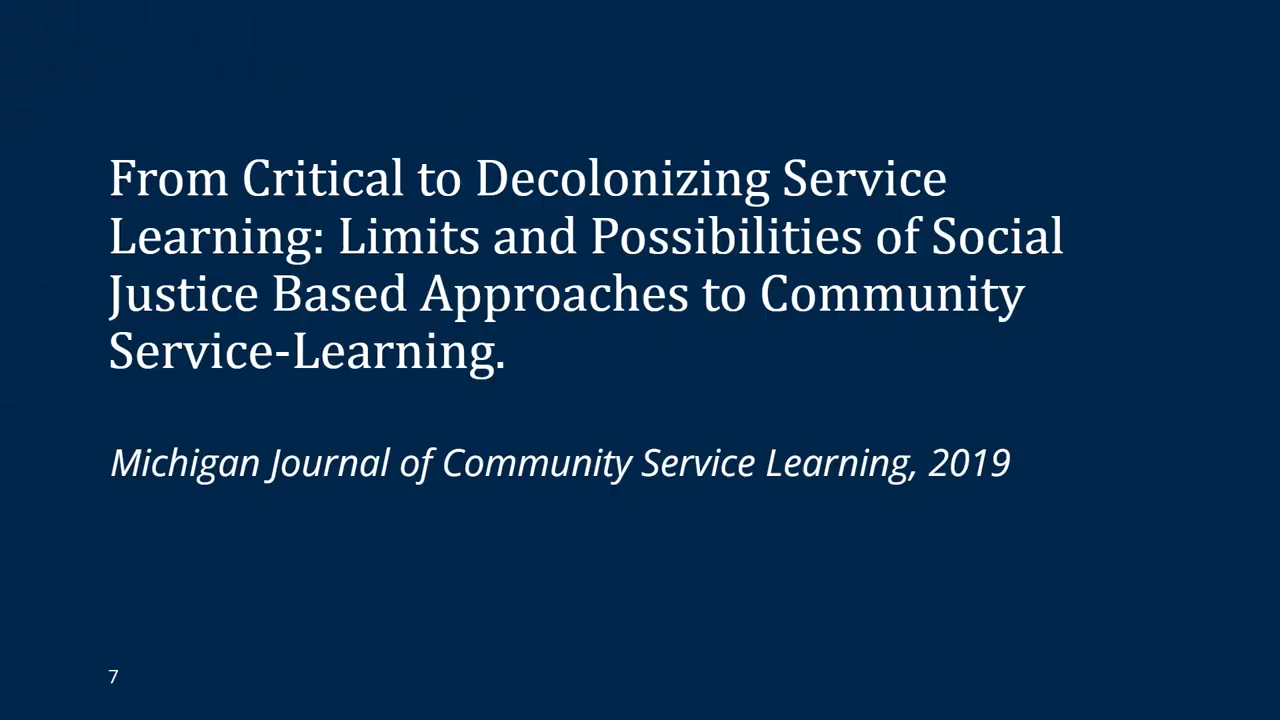 From Critical to Decolonizing Service
Learning: Limits and Possibilities of Social
Justice Based Approaches to Community
Service-Learning.
Michigan Journal of Community Service Learning, 2019
7